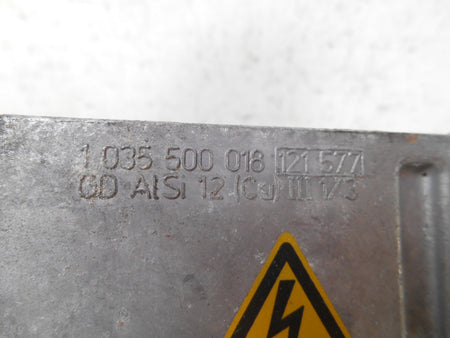 1 035 500 018 121 577
GD AlSi 12 (Cu) III 1/3